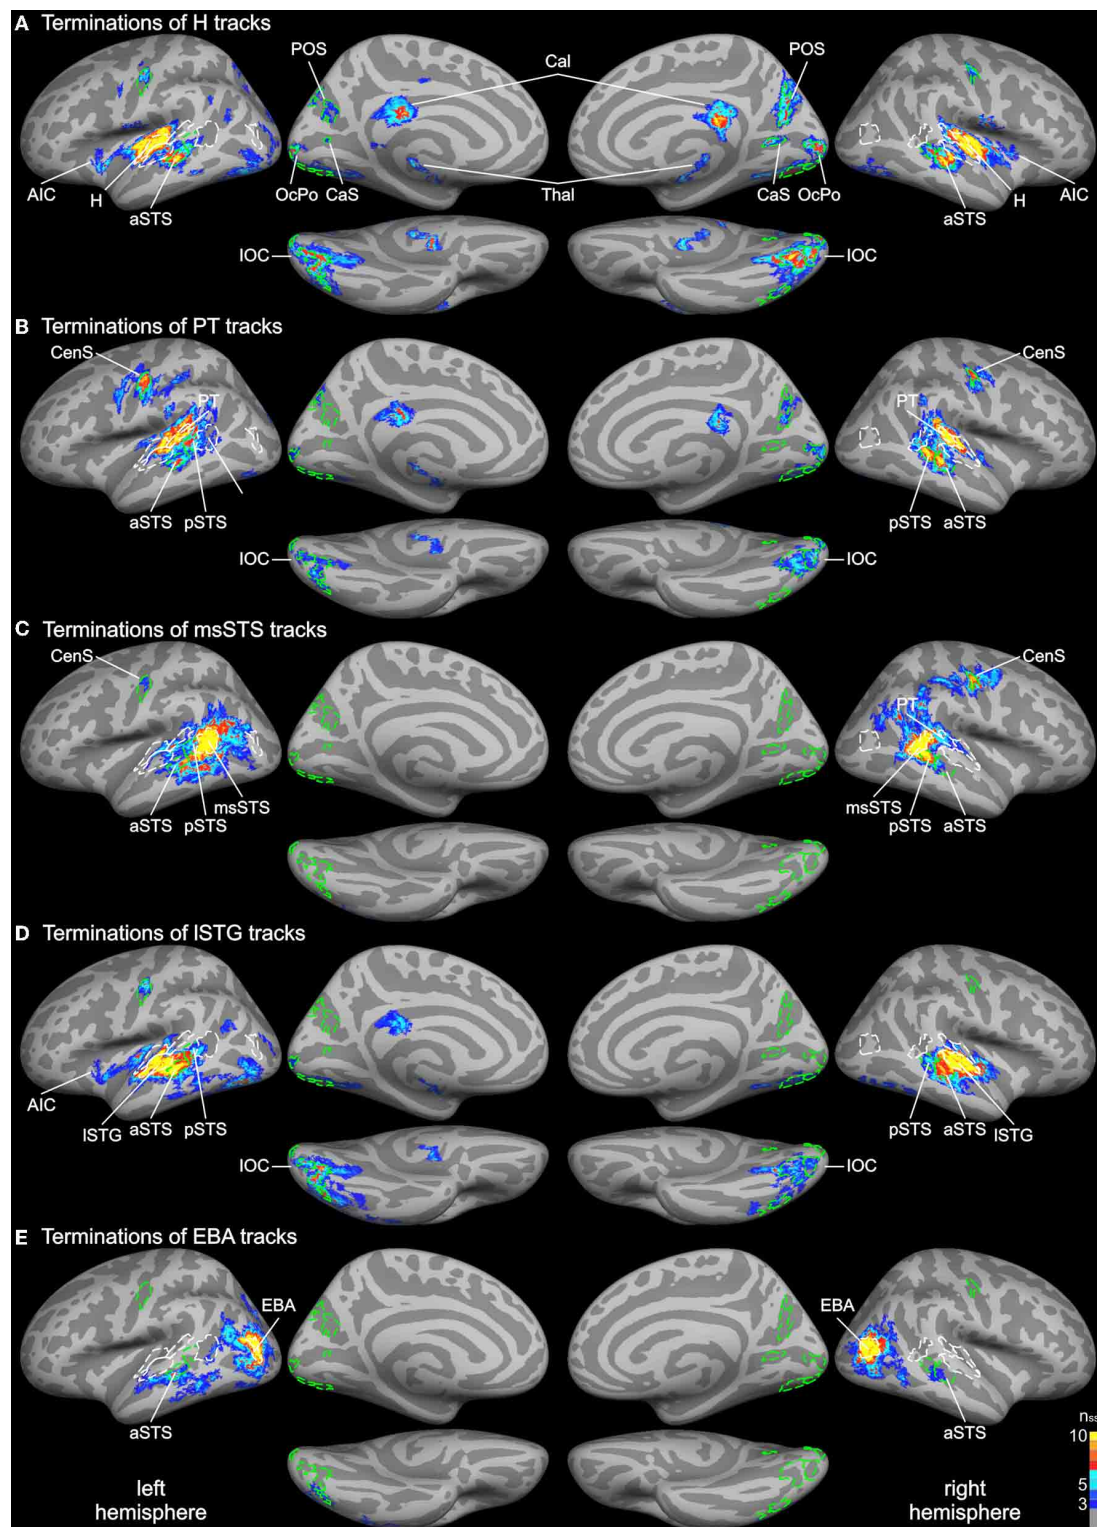 A Terminations of H tracks
POS
Cal
POS
AIC
H
aSTS
OcPo CaS
Thal
CaS OcPo
aSTS
H
AIC
IOC
IOC
B Terminations of PT tracks
CenS
CenS
PT
PT
aSTS pSTS
pSTS aSTS
IOC
IOC
C Terminations of msSTS tracks
CenS
CenS
PT
msSTS
msSTS
aSTS pSTS
pSTS aSTS
D Terminations of lSTG tracks
AIC
lSTG aSTS pSTS
pSTS aSTS lSTG
IOC
IOC
E Terminations of EBA tracks
EBA
EBA
aSTS
aSTS
left
hemisphere
right
hemisphere
10
5
3